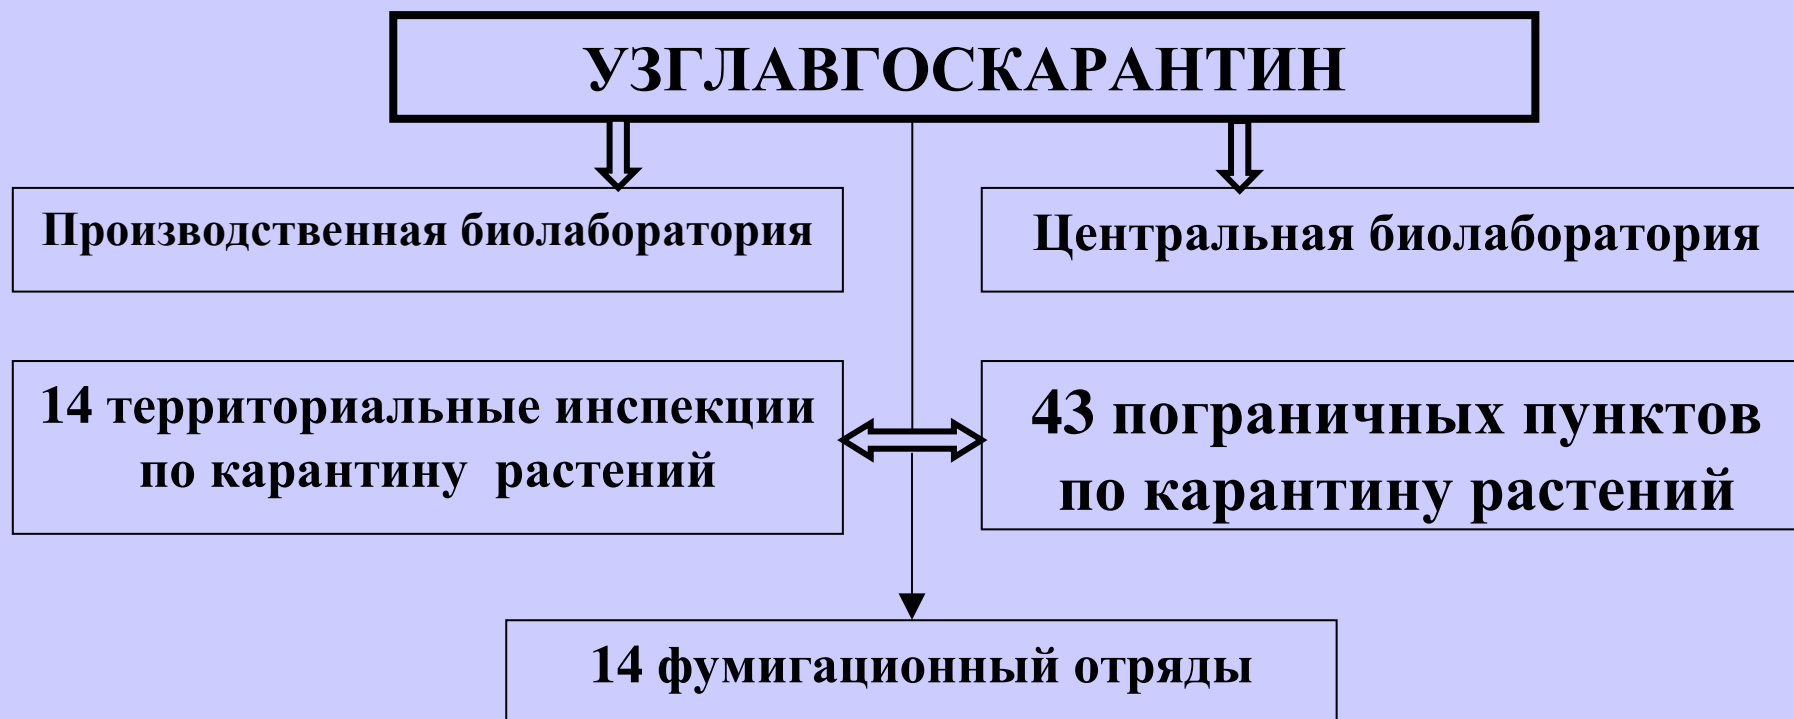 УЗГЛАВГОСКАРАНТИН
Производственная биолаборатория
Центральная биолаборатория
14 территориальные инспекции
по карантину растений
43 пограничных пунктов
по карантину растений
14 фумигационный отряды